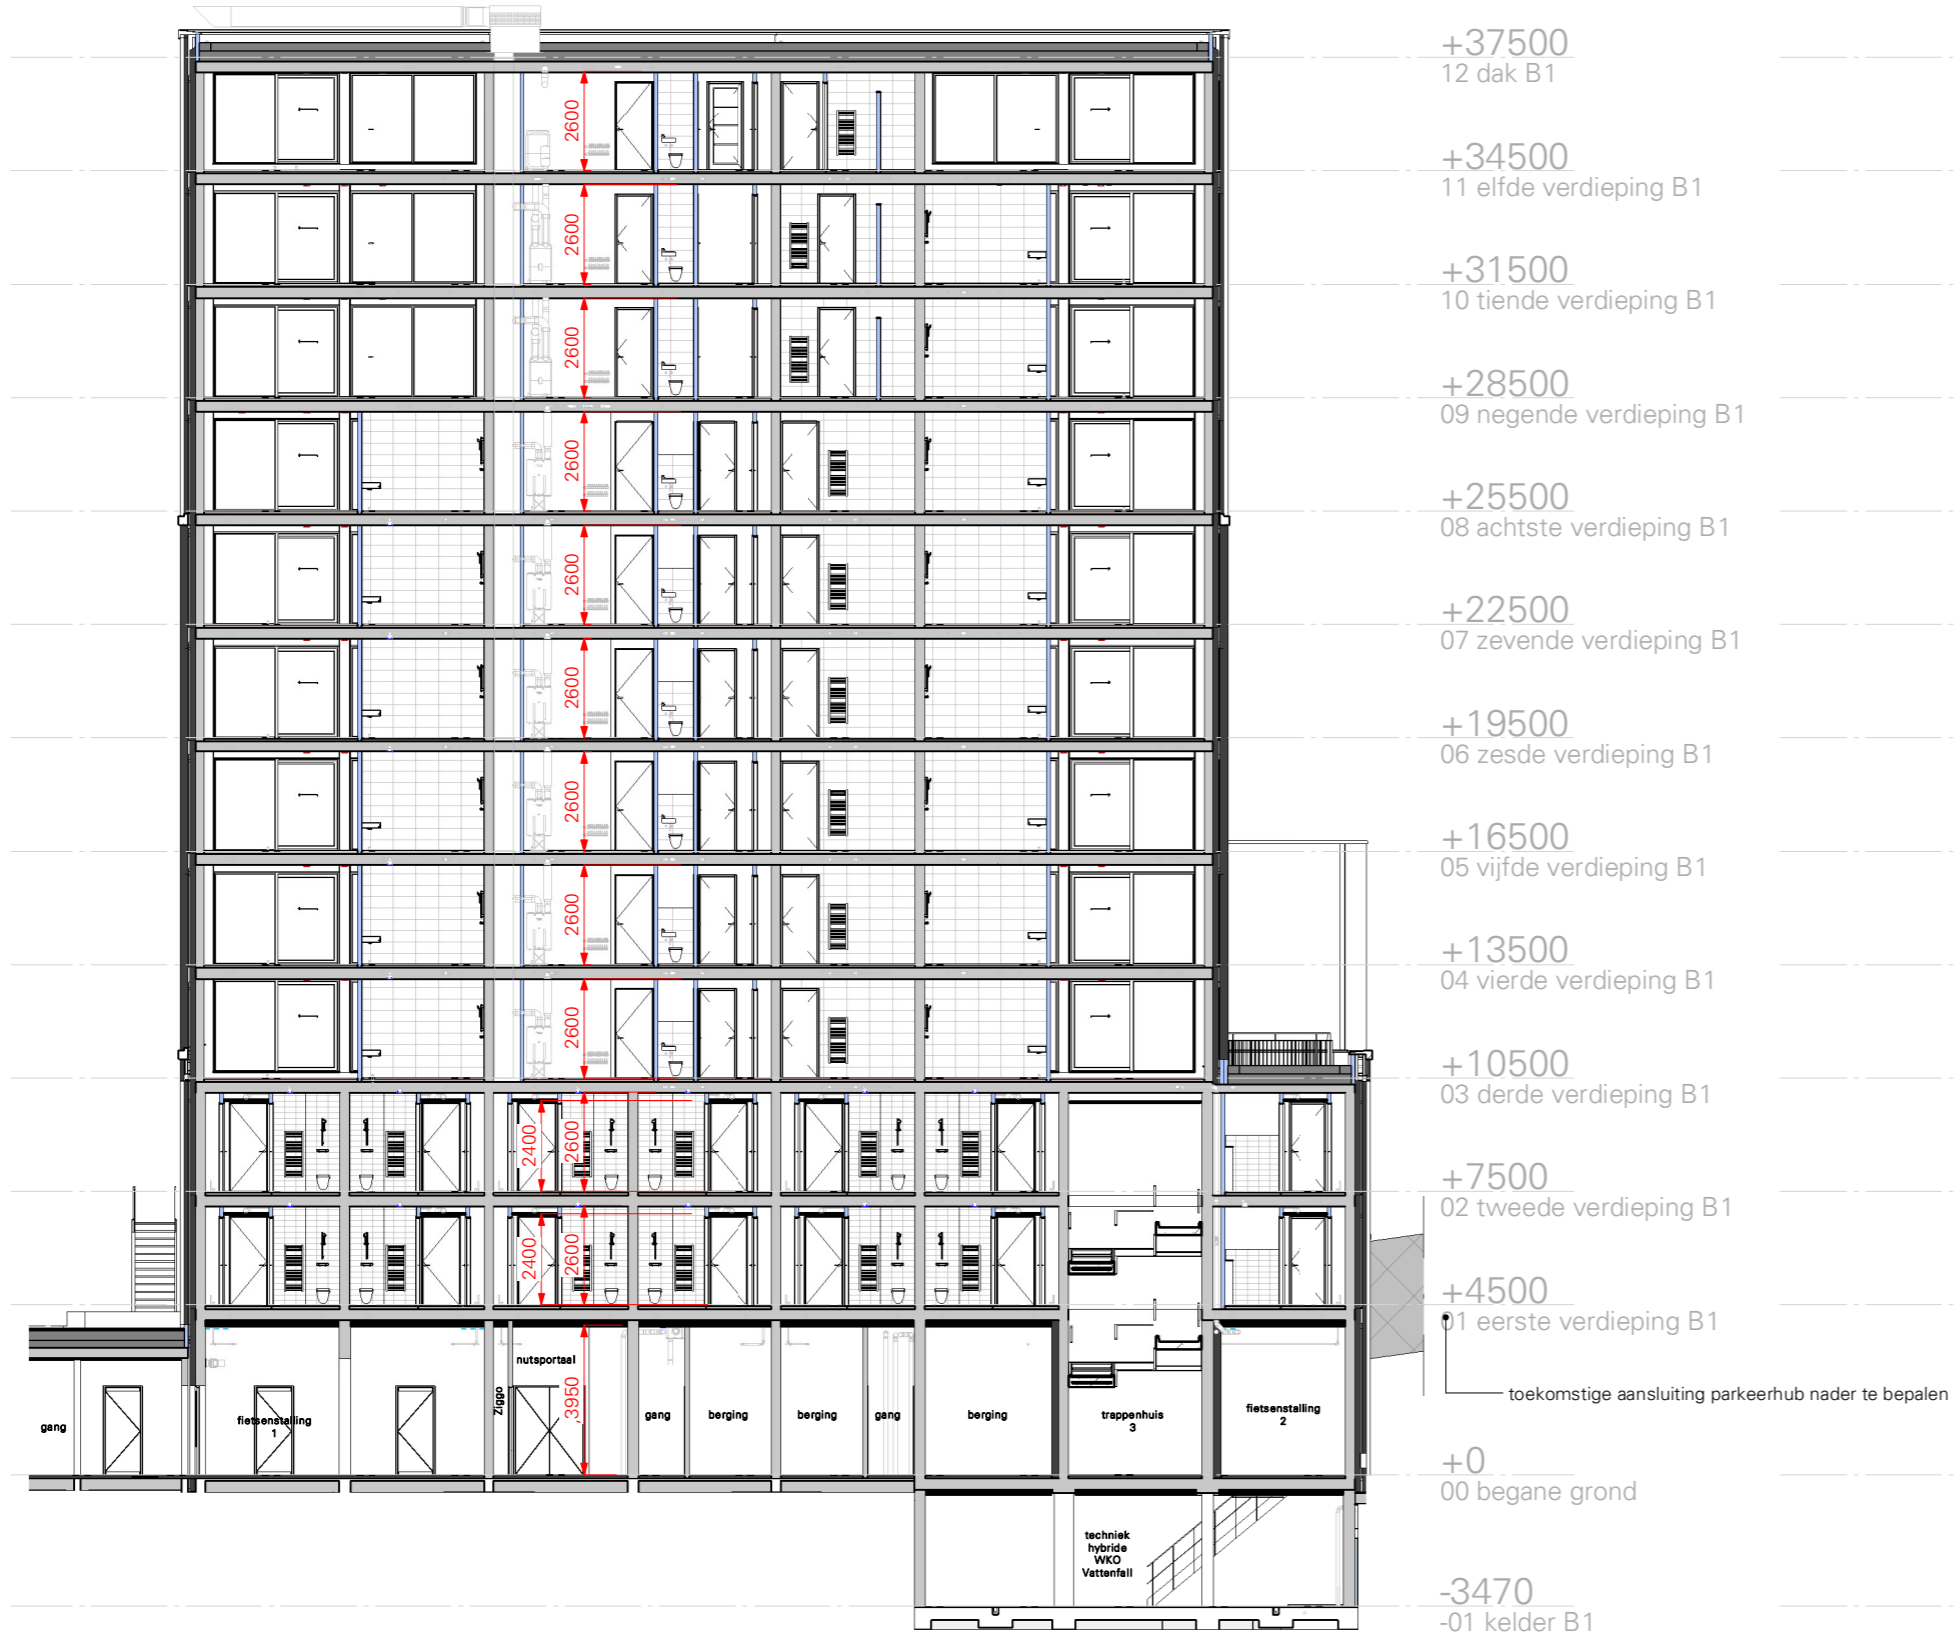 +37500
12 dak B1
2600
+34500
11 elfde verdieping B1
2600
+31500
10 tiende verdieping B1
2600
+28500
09 negende verdieping B1
2600
+25500
08 achtste verdieping B1
2600
+22500
07 zevende verdieping B1
2600
+19500
06 zesde verdieping B1
2600
+16500
05 vijfde verdieping B1
2600
+13500
04 vierde verdieping B1
2600
+10500
03 derde verdieping B1
2400
2600
+7500
02 tweede verdieping B1
2400
2600
+4500
01 eerste verdieping B1
toekomstige aansluiting parkeerhub nader te bepalen
gang
fietsenstalling
1
Ziggo
nutsportaal
3950
gang
berging
berging
gang
berging
trappenhuis
3
fietsenstalling
2
+0
00 begane grond
techniek
hybride
WKO
Vattenfall
-3470
-01 kelder B1